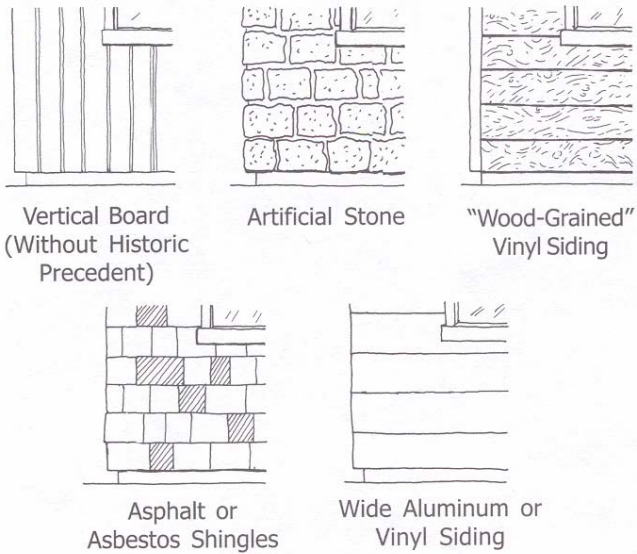 Vertical Board
(Without Historic
Precedent)
Artificial Stone
“Wood-Grained”
Vinyl Siding
Asphalt or
Asbestos Shingles
Wide Aluminum or
Vinyl Siding